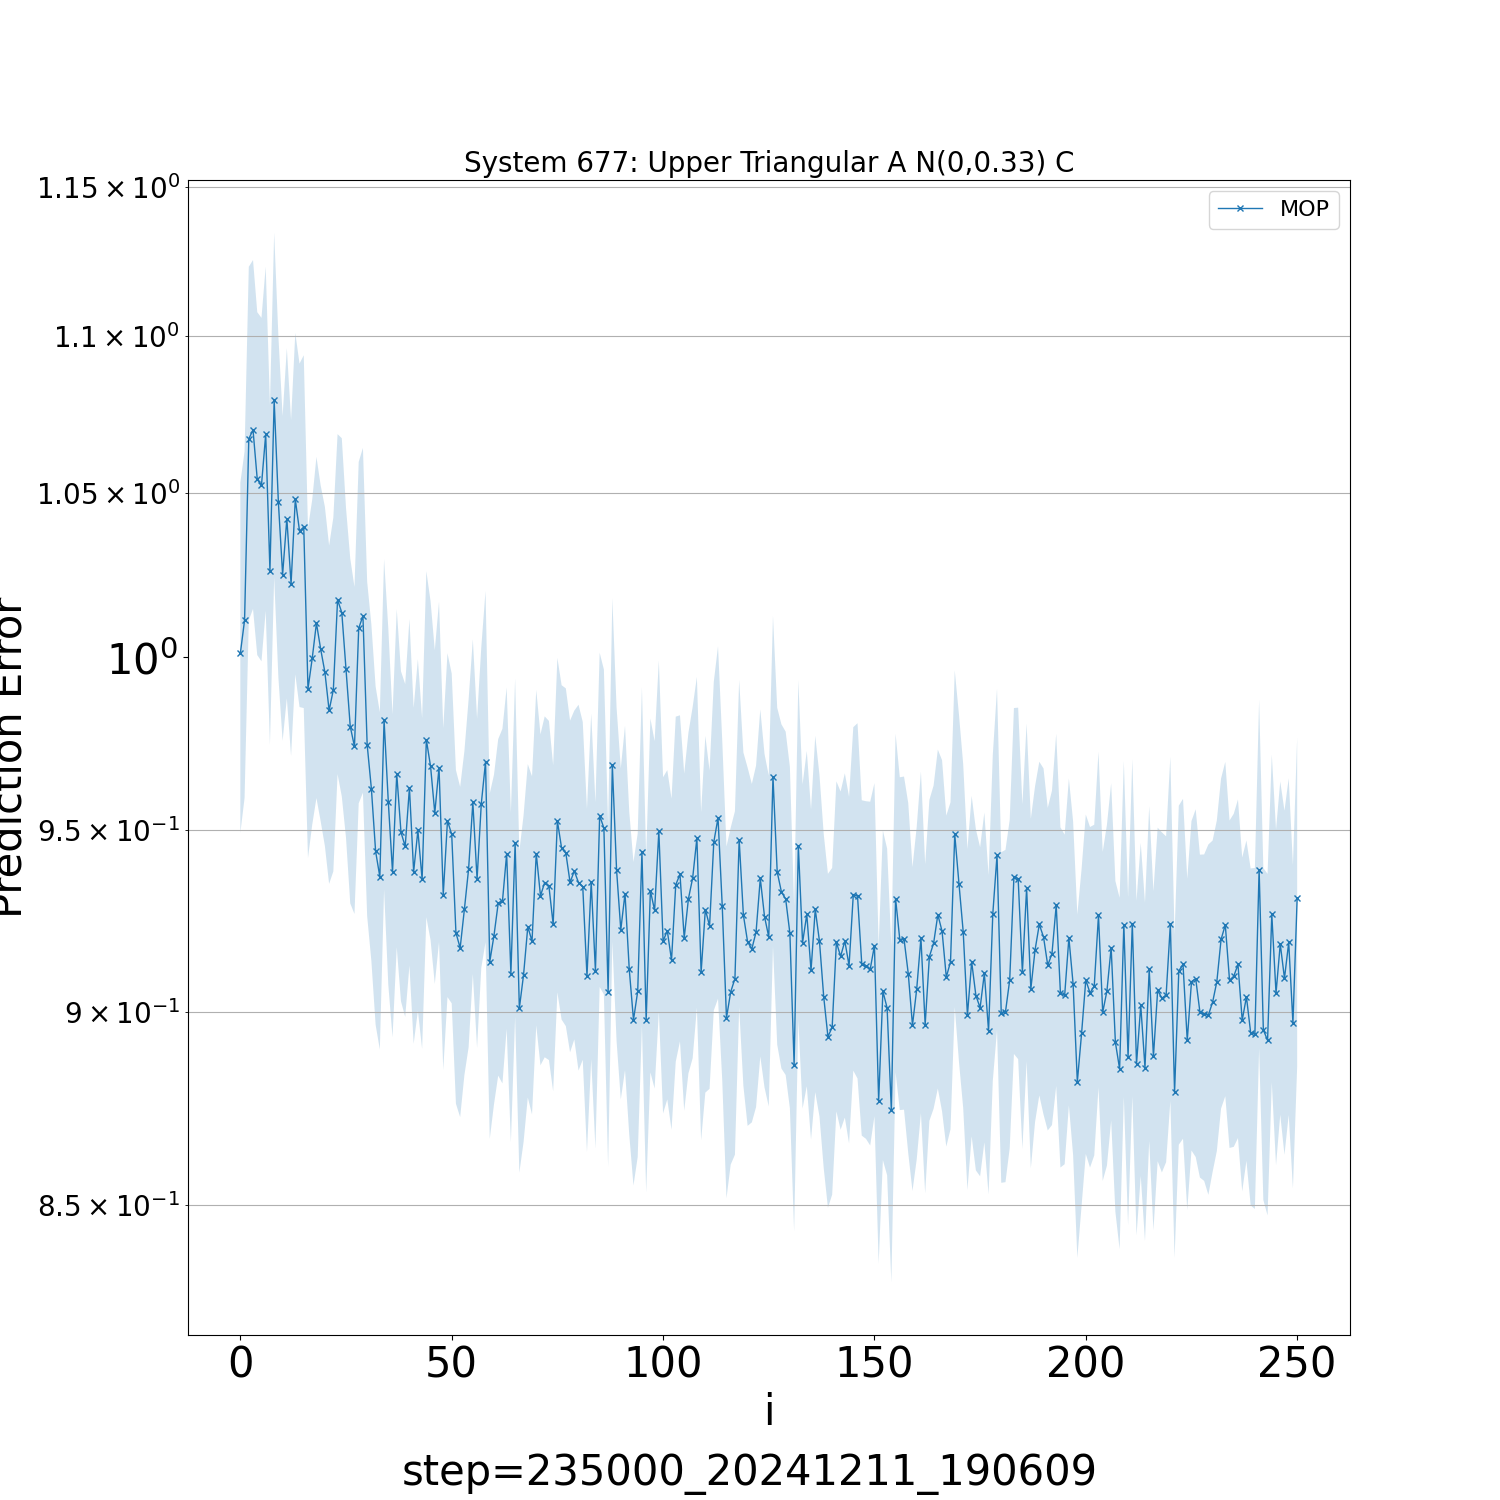 System 677: Upper Triangular A N(0,0.33) C
MOP
1.15 × 10⁰
1.1 × 10⁰
1.05 × 10⁰
10⁰
9.5 × 10⁻¹
9 × 10⁻¹
8.5 × 10⁻¹
Prediction Error
0 50 100 150 200 250
i
step=235000_20241211_190609